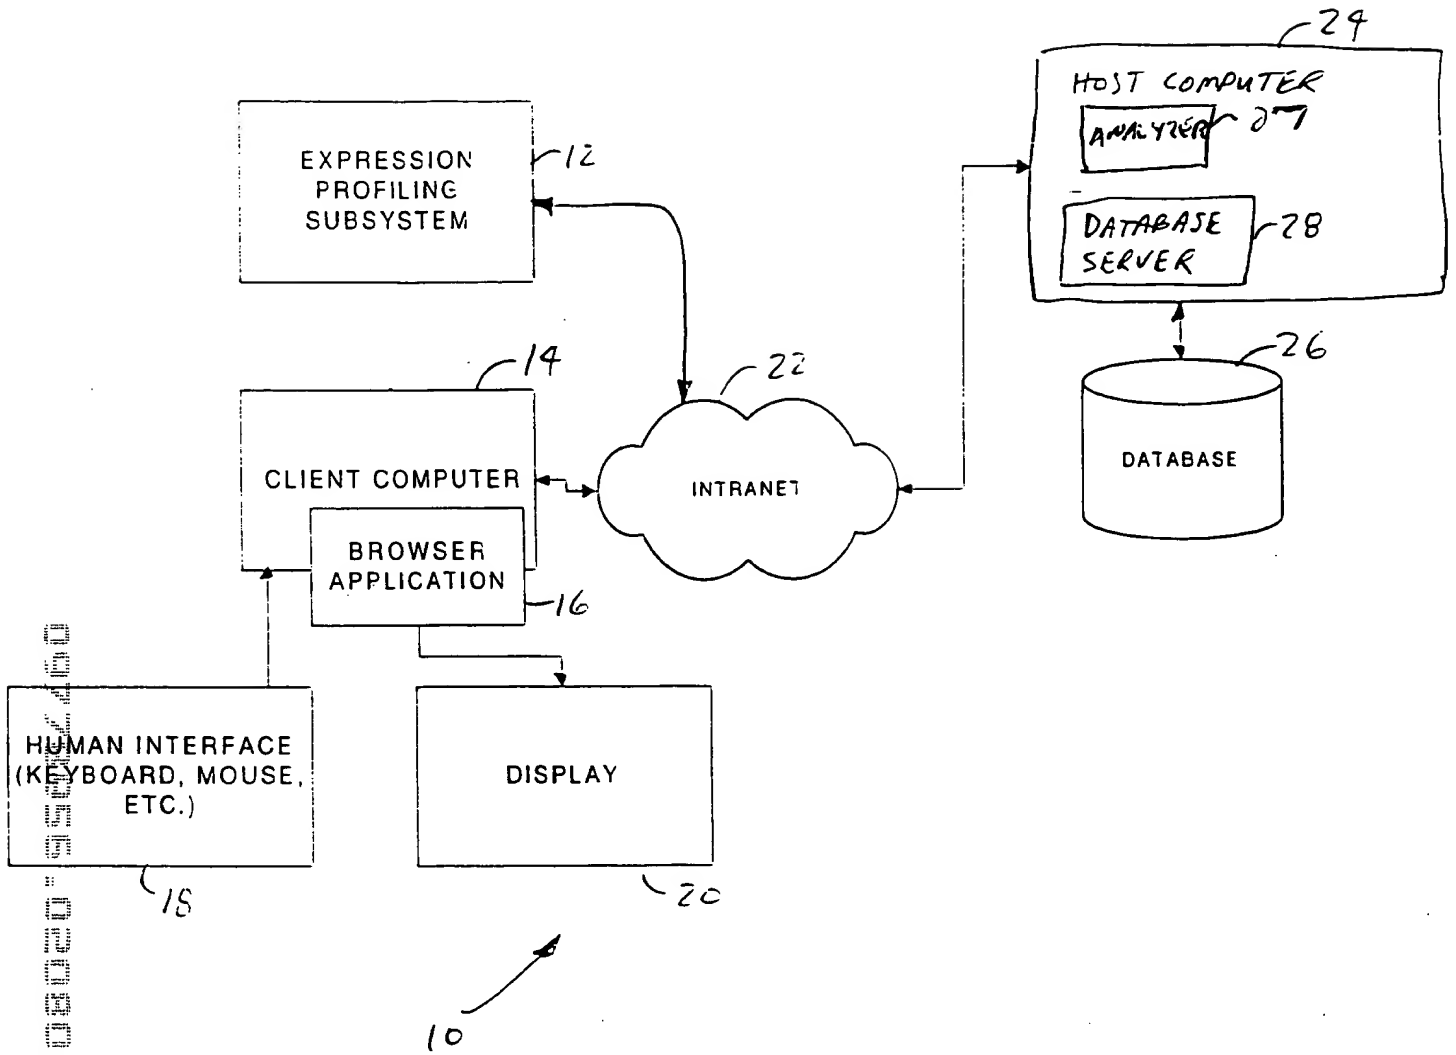 24
HOST COMPUTER
ANALYZER
27
DATABASE
SERVER
28
EXPRESSION
PROFILING
SUBSYSTEM
12
14
CLIENT COMPUTER
BROWSER
APPLICATION
16
22
INTRANET
26
DATABASE
HUMAN INTERFACE
(KEYBOARD, MOUSE,
ETC.)
18
DISPLAY
20
10